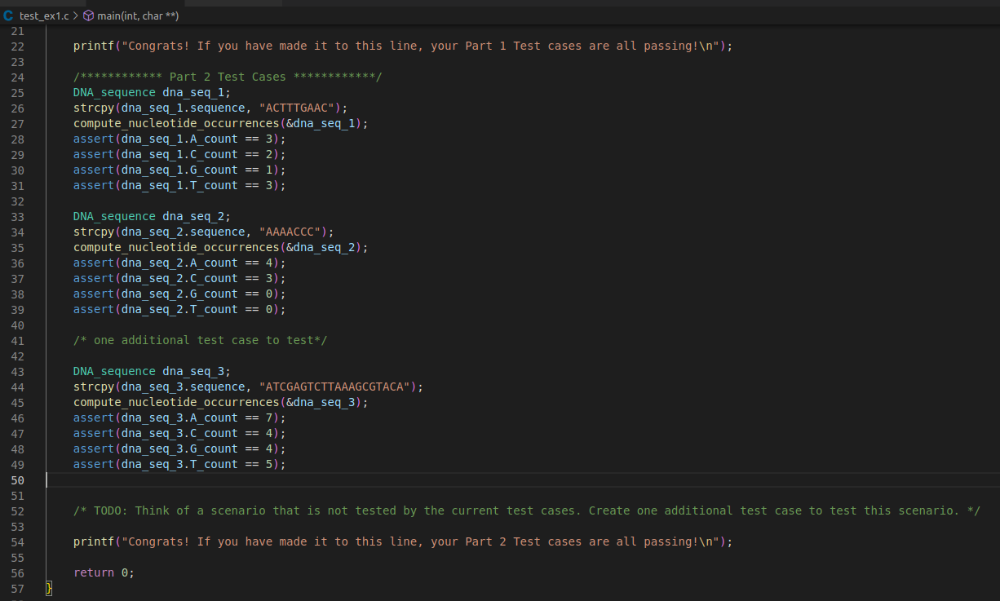 C test_ex1.c > main(int, char **)
21
22 printf("Congrats! If you have made it to this line, your Part 1 Test cases are all passing!\n");
23
24 /************ Part 2 Test Cases ************/
25 DNA_sequence dna_seq_1;
26 strcpy(dna_seq_1.sequence, "ACTTTGAAC");
27 compute_nucleotide_occurrences(&dna_seq_1);
28 assert(dna_seq_1.A_count == 3);
29 assert(dna_seq_1.C_count == 2);
30 assert(dna_seq_1.G_count == 1);
31 assert(dna_seq_1.T_count == 3);
32
33 DNA_sequence dna_seq_2;
34 strcpy(dna_seq_2.sequence, "AAAACCC");
35 compute_nucleotide_occurrences(&dna_seq_2);
36 assert(dna_seq_2.A_count == 4);
37 assert(dna_seq_2.C_count == 3);
38 assert(dna_seq_2.G_count == 0);
39 assert(dna_seq_2.T_count == 0);
40
41 /* one additional test case to test*/
42
43 DNA_sequence dna_seq_3;
44 strcpy(dna_seq_3.sequence, "ATCGAGTCTTAAAGCGTACA");
45 compute_nucleotide_occurrences(&dna_seq_3);
46 assert(dna_seq_3.A_count == 7);
47 assert(dna_seq_3.C_count == 4);
48 assert(dna_seq_3.G_count == 4);
49 assert(dna_seq_3.T_count == 5);
50
51
52 /* TODO: Think of a scenario that is not tested by the current test cases. Create one additional test case to test this scenario. */
53
54 printf("Congrats! If you have made it to this line, your Part 2 Test cases are all passing!\n");
55
56 return 0;
57 }